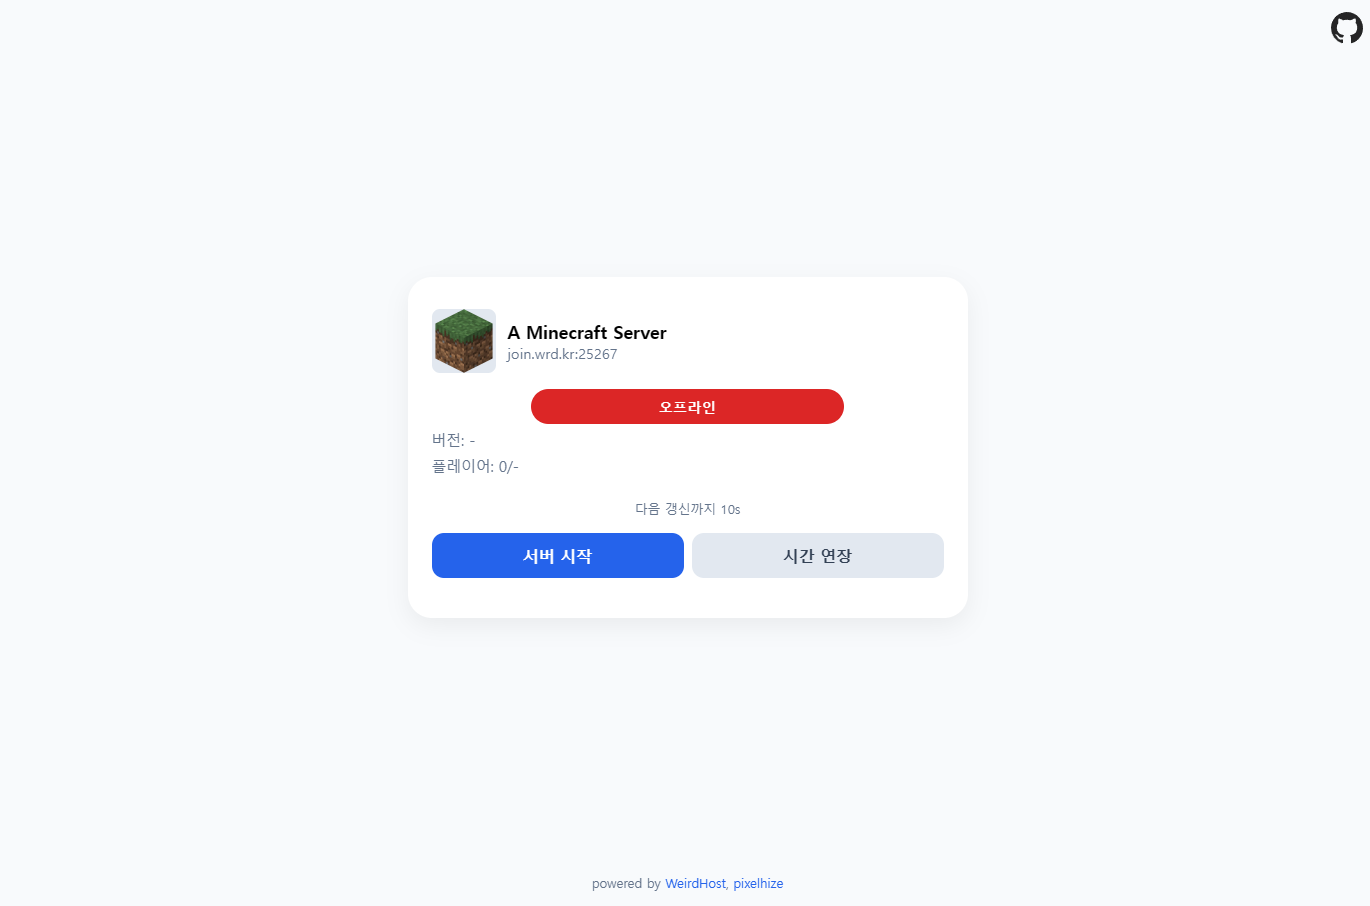 A Minecraft Server
join.wrd.kr:25267
오프라인
버전: -
플레이어: 0/-
다음 갱신까지 10s
서버 시작
시간 연장
powered by WeirdHost, pixelhize